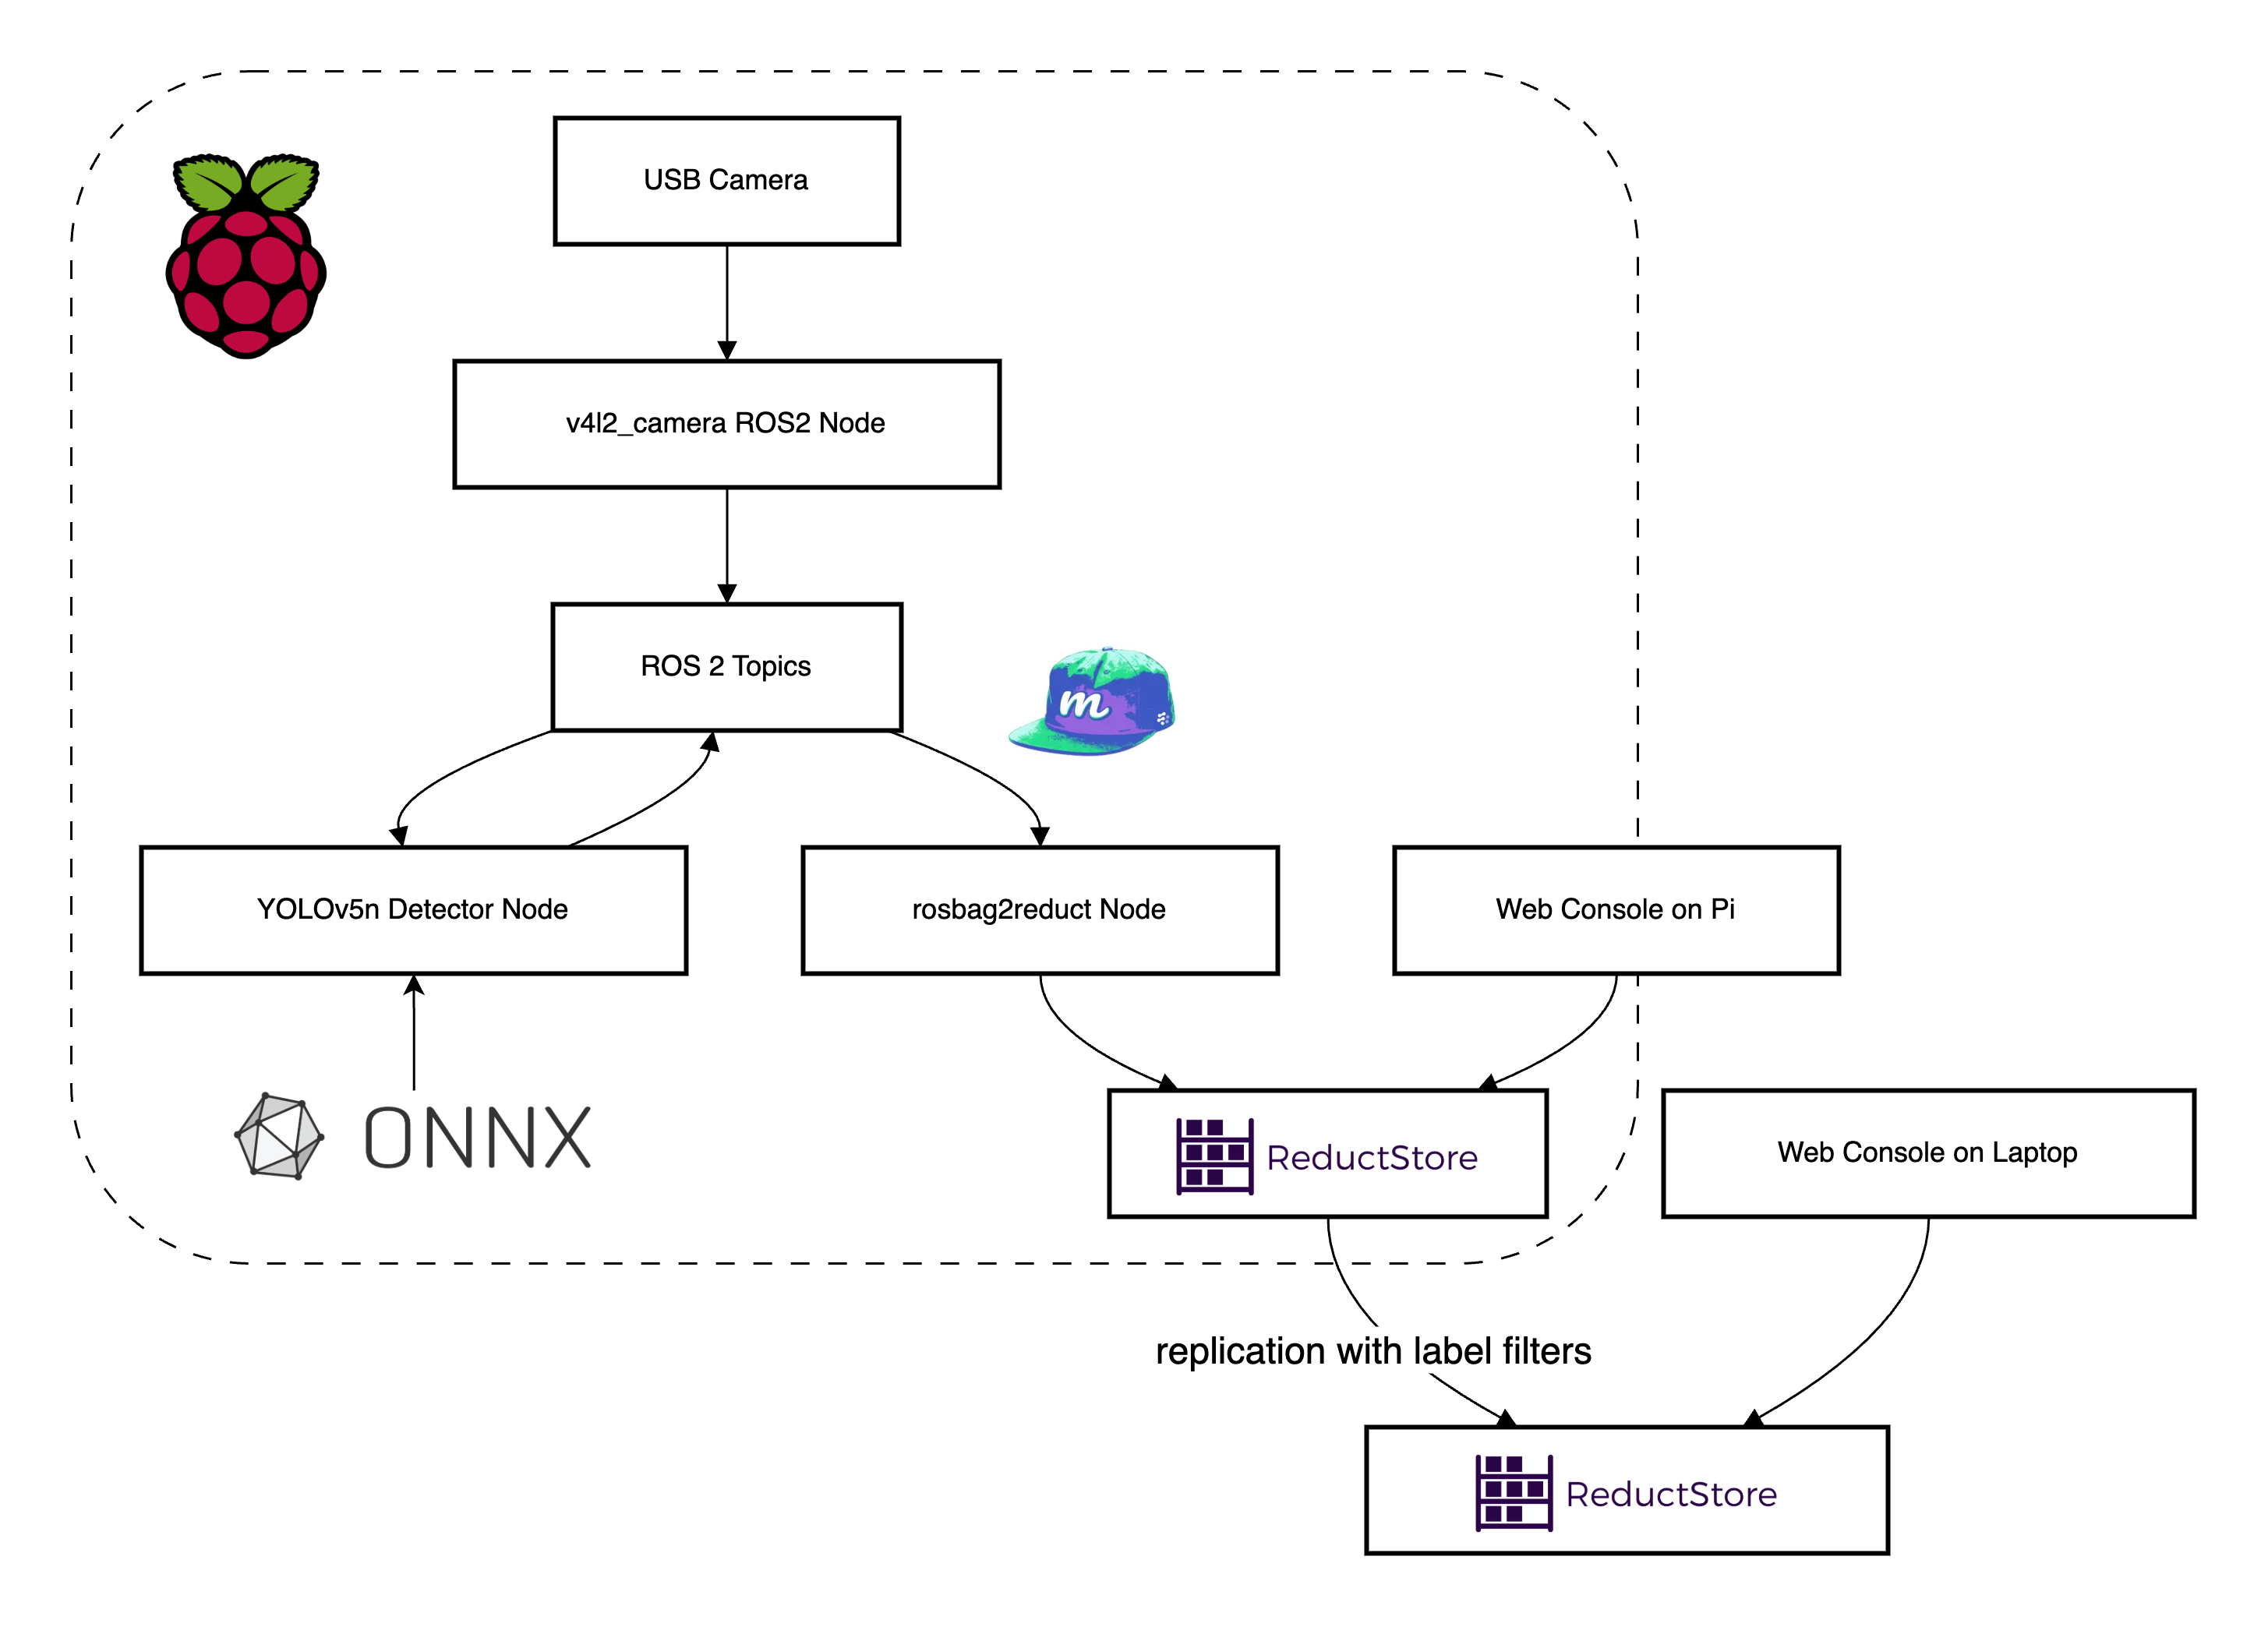 USB Camera
v4l2_camera ROS2 Node
ROS 2 Topics
m
YOLOv5n Detector Node
rosbag2reduct Node
Web Console on Pi
ONNX
ReductStore
Web Console on Laptop
replication with label filters
ReductStore